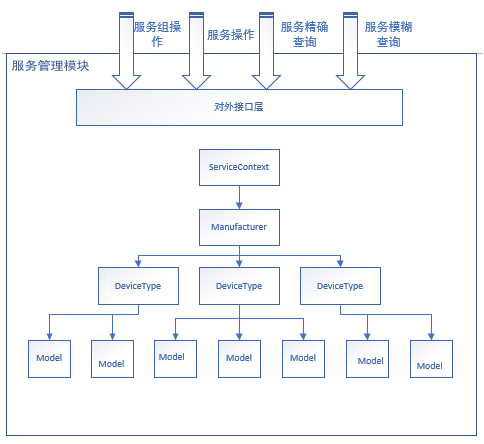 服务组操
作
服务操作
服务精确
查询
服务模糊
查询
服务管理模块
对外接口层
ServiceContext
Manufacturer
DeviceType
DeviceType
DeviceType
Model
Model
Model
Model
Model
Model
Model